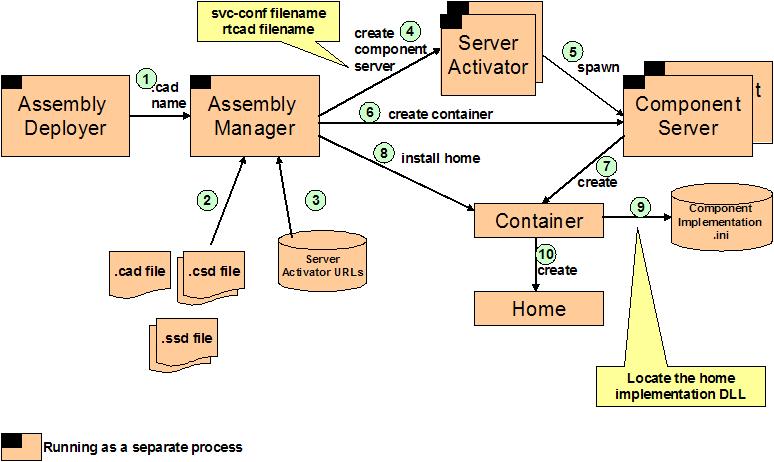 svc-conf filename
rtcad filename
create
component
server
4
Server
Activator
5
spawn
1
.cad
name
Assembly
Deployer
Assembly
Manager
6
create container
Component
Server
t
8
install home
7
create
2
3
Container
9
Component
Implementation
.ini
.cad file
.csd file
Server
Activator URLs
10
create
Home
.ssd file
Locate the home
implementation DLL
Running as a separate process